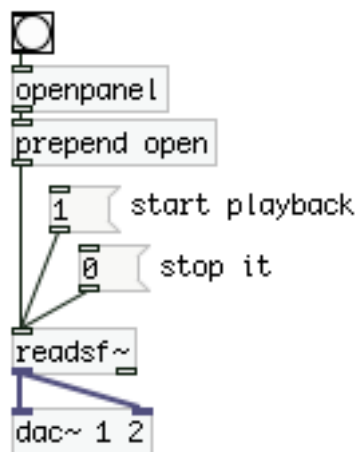 openpanel
prepend open
1 start playback
0 stop it
readsf~
dac~ 1 2